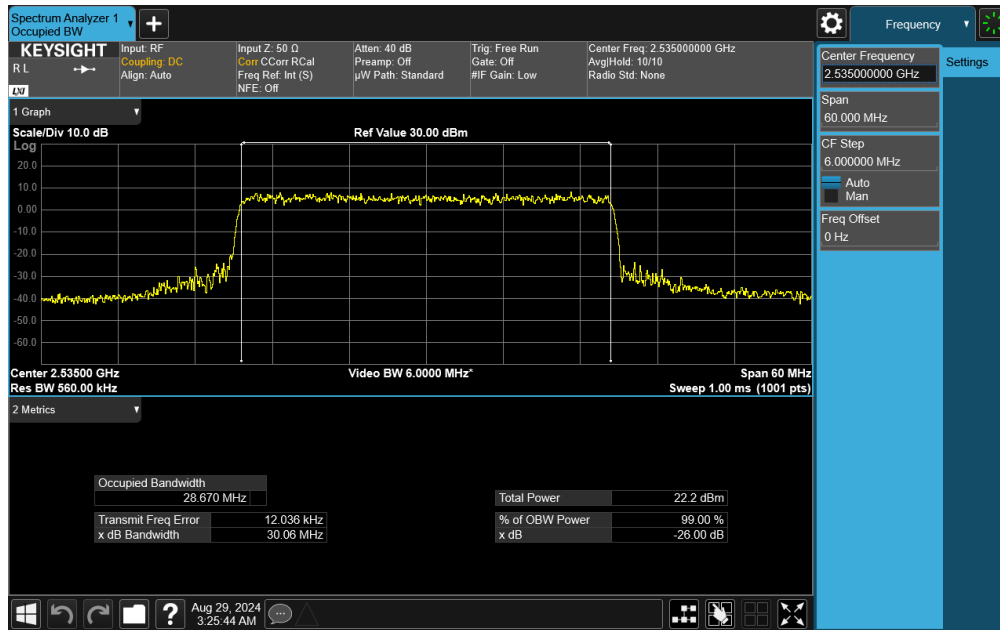 Spectrum Analyzer 1
Occupied BW
Frequency
KEYSIGHT
R L
LXI
Input: RF
Coupling: DC
Align: Auto
Input Z: 50 Ω
Corr CCorr RCal
Freq Ref: Int (S)
NFE: Off
Atten: 40 dB
Preamp: Off
µW Path: Standard
Trig: Free Run
Gate: Off
#IF Gain: Low
Center Freq: 2.535000000 GHz
Avg|Hold: 10/10
Radio Std: None
Center Frequency
2.535000000 GHz
Settings
Span
60.000 MHz
CF Step
6.000000 MHz
Auto
Man
Freq Offset
0 Hz
1 Graph
Scale/Div 10.0 dB
Ref Value 30.00 dBm
Log
20.0
10.0
0.00
-10.0
-20.0
-30.0
-40.0
-50.0
-60.0
Center 2.53500 GHz
Video BW 6.0000 MHz*
Span 60 MHz
Res BW 560.00 kHz
Sweep 1.00 ms (1001 pts)
2 Metrics
Occupied Bandwidth
28.670 MHz
Total Power 22.2 dBm
Transmit Freq Error 12.036 kHz
% of OBW Power 99.00 %
x dB Bandwidth 30.06 MHz
x dB -26.00 dB
Aug 29, 2024
3:25:44 AM